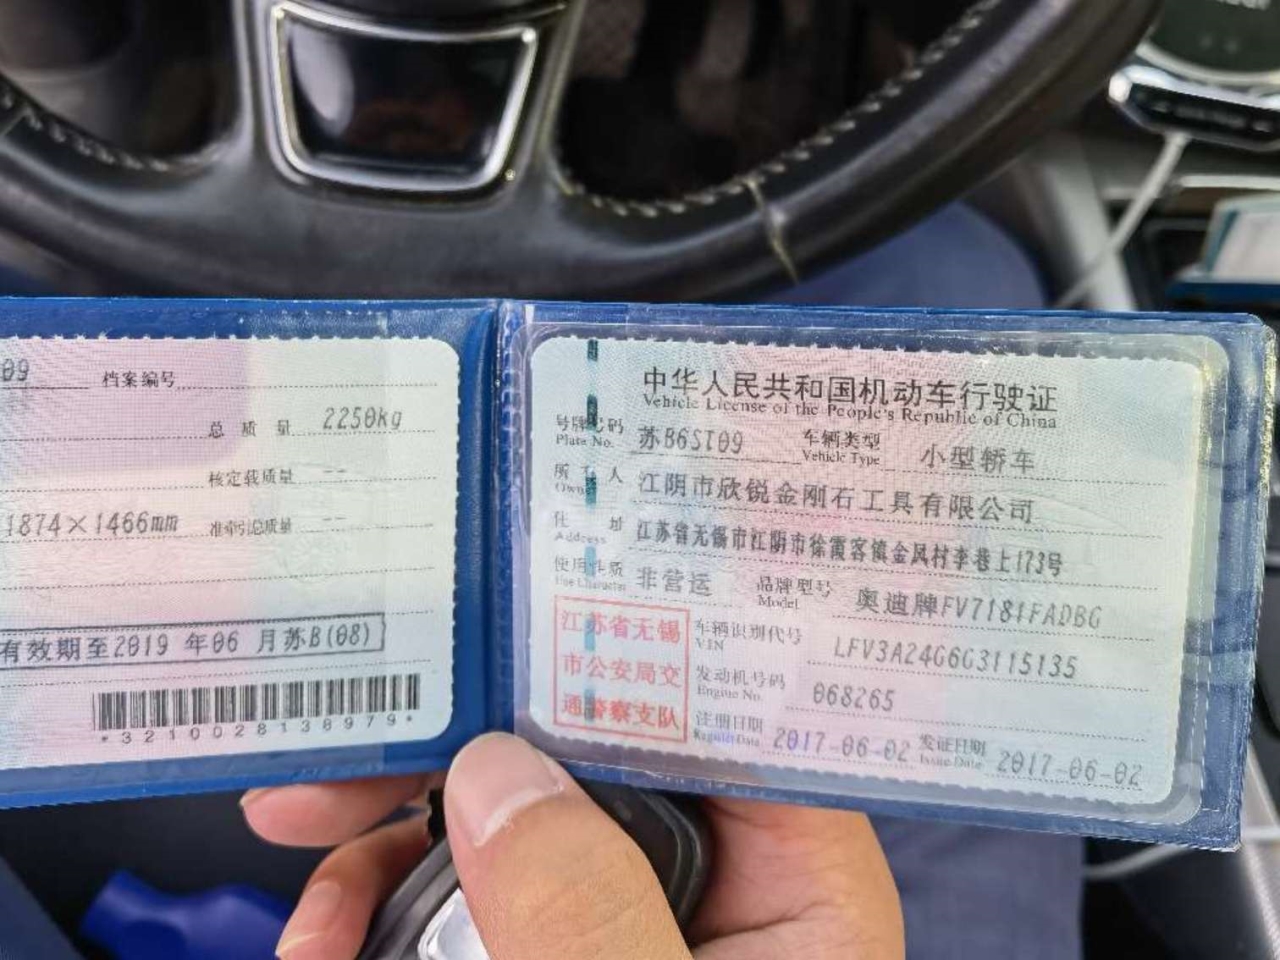 09 档案编号
总质量 2250kg
核定载质量 --
1874×1466mm 准牵引总质量 --
有效期至2019 年06 月苏B(08)
*3210028138979*
中华人民共和国机动车行驶证
Vehicle License of the People's Republic of China
号牌号码 苏B6ST09 车辆类型 小型轿车
Plate No. Vehicle Type
所 人 江阴市欣锐金刚石工具有限公司
Owner
住 址 江苏省无锡市江阴市徐霞客镇金凤村李巷上173号
Address
使用性质 非营运 品牌型号 奥迪牌FV7181FADBG
Use Character Model
江苏省无锡
市公安局交
通警察支队
车辆识别代号 LFV3A24G6G3115135
VIN
发动机号码 068265
Engine No.
注册日期 2017-06-02 发证日期 2017-06-02
Register Date Issue Date